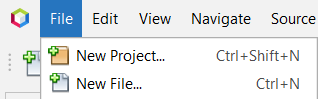 File Edit View Navigate Source
New Project... Ctrl+Shift+N
New File... Ctrl+N